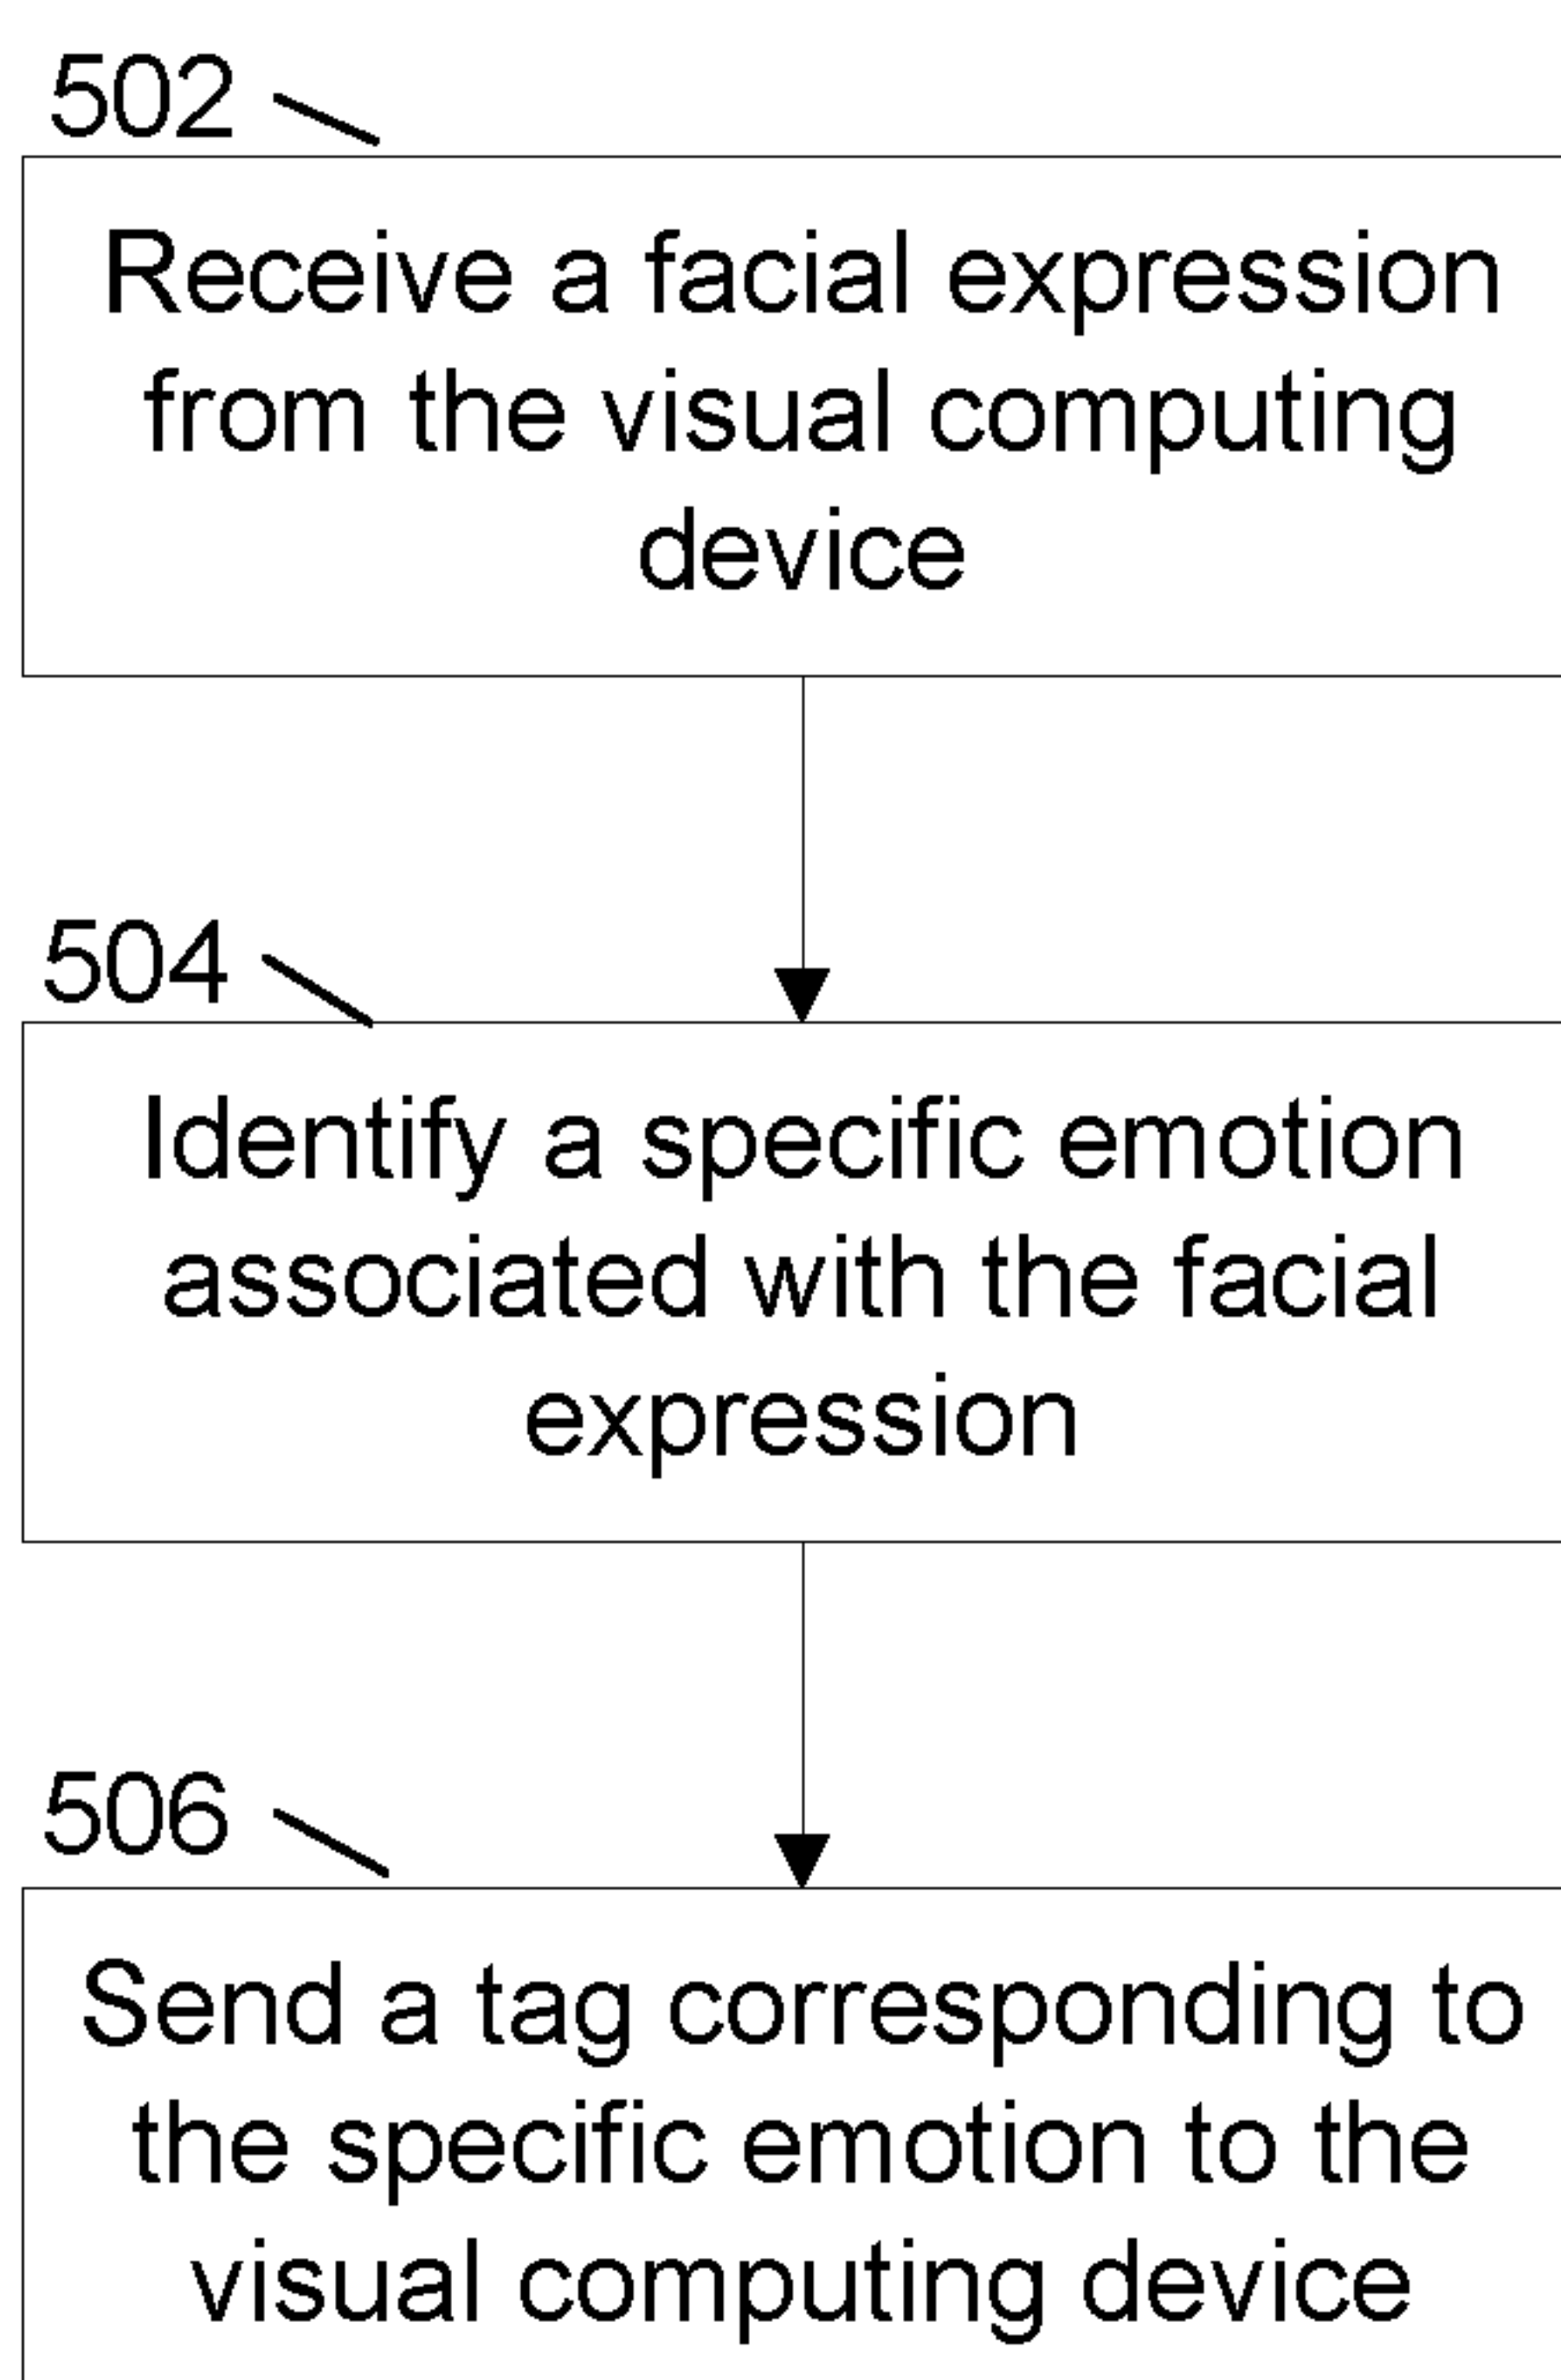 502
Receive a facial expression
from the visual computing
device
504
Identify a specific emotion
associated with the facial
expression
506
Send a tag corresponding to
the specific emotion to the
visual computing device